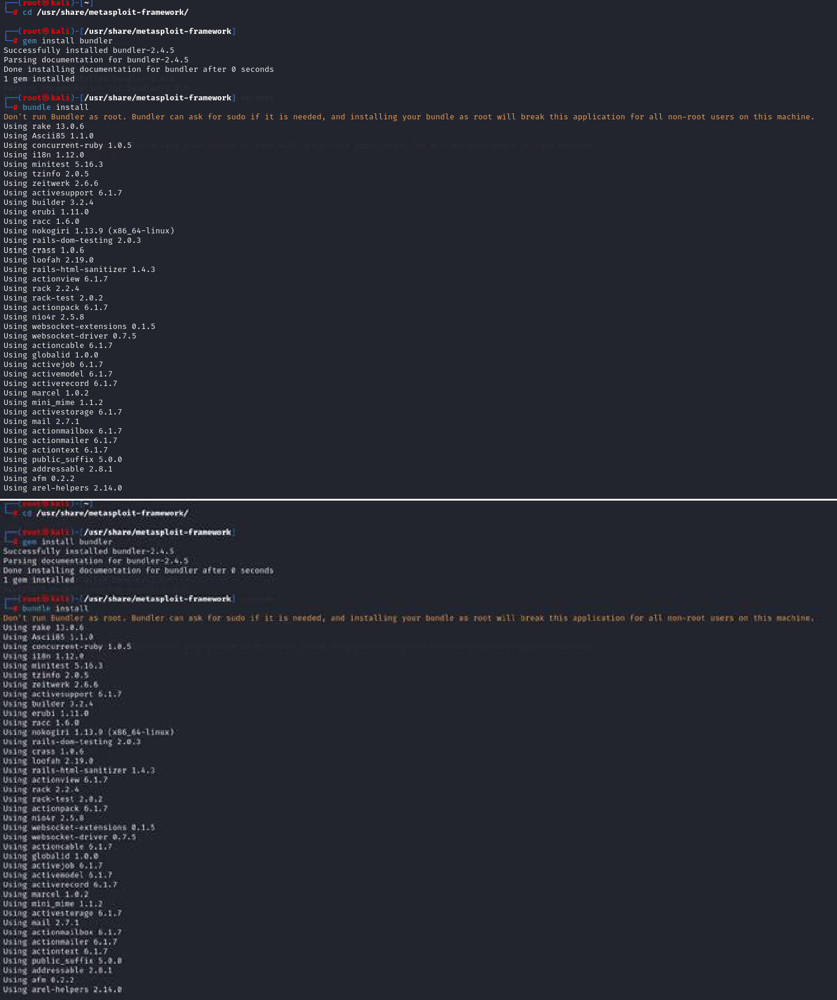 ┌──(root㉿kali)-[~]
└─# cd /usr/share/metasploit-framework/
┌──(root㉿kali)-[/usr/share/metasploit-framework]
└─# gem install bundler
Successfully installed bundler-2.4.5
Parsing documentation for bundler-2.4.5
Done installing documentation for bundler after 0 seconds
1 gem installed
┌──(root㉿kali)-[/usr/share/metasploit-framework]
└─# bundle install
Don't run Bundler as root. Bundler can ask for sudo if it is needed, and installing your bundle as root will break this application for all non-root users on this machine.
Using rake 13.0.6
Using Ascii85 1.1.0
Using concurrent-ruby 1.0.5
Using i18n 1.12.0
Using minitest 5.16.3
Using tzinfo 2.0.5
Using zeitwerk 2.6.6
Using activesupport 6.1.7
Using builder 3.2.4
Using erubi 1.11.0
Using racc 1.6.0
Using nokogiri 1.13.9 (x86_64-linux)
Using rails-dom-testing 2.0.3
Using crass 1.0.6
Using loofah 2.19.0
Using rails-html-sanitizer 1.4.3
Using actionview 6.1.7
Using rack 2.2.4
Using rack-test 2.0.2
Using actionpack 6.1.7
Using nio4r 2.5.8
Using websocket-extensions 0.1.5
Using websocket-driver 0.7.5
Using actioncable 6.1.7
Using globalid 1.0.0
Using activejob 6.1.7
Using activemodel 6.1.7
Using activerecord 6.1.7
Using marcel 1.0.2
Using mini_mime 1.1.2
Using activestorage 6.1.7
Using mail 2.7.1
Using actionmailbox 6.1.7
Using actionmailer 6.1.7
Using actiontext 6.1.7
Using public_suffix 5.0.0
Using addressable 2.8.1
Using afm 0.2.2
Using arel-helpers 2.14.0
┌──(root㉿kali)-[~]
└─# cd /usr/share/metasploit-framework/
┌──(root㉿kali)-[/usr/share/metasploit-framework]
└─# gem install bundler
Successfully installed bundler-2.4.5
Parsing documentation for bundler-2.4.5
Done installing documentation for bundler after 0 seconds
1 gem installed
┌──(root㉿kali)-[/usr/share/metasploit-framework]
└─# bundle install
Don't run Bundler as root. Bundler can ask for sudo if it is needed, and installing your bundle as root will break this application for all non-root users on this machine.
Using rake 13.0.6
Using Ascii85 1.1.0
Using concurrent-ruby 1.0.5
Using i18n 1.12.0
Using minitest 5.16.3
Using tzinfo 2.0.5
Using zeitwerk 2.6.6
Using activesupport 6.1.7
Using builder 3.2.4
Using erubi 1.11.0
Using racc 1.6.0
Using nokogiri 1.13.9 (x86_64-linux)
Using rails-dom-testing 2.0.3
Using crass 1.0.6
Using loofah 2.19.0
Using rails-html-sanitizer 1.4.3
Using actionview 6.1.7
Using rack 2.2.4
Using rack-test 2.0.2
Using actionpack 6.1.7
Using nio4r 2.5.8
Using websocket-extensions 0.1.5
Using websocket-driver 0.7.5
Using actioncable 6.1.7
Using globalid 1.0.0
Using activejob 6.1.7
Using activemodel 6.1.7
Using activerecord 6.1.7
Using marcel 1.0.2
Using mini_mime 1.1.2
Using activestorage 6.1.7
Using mail 2.7.1
Using actionmailbox 6.1.7
Using actionmailer 6.1.7
Using actiontext 6.1.7
Using public_suffix 5.0.0
Using addressable 2.8.1
Using afm 0.2.2
Using arel-helpers 2.14.0